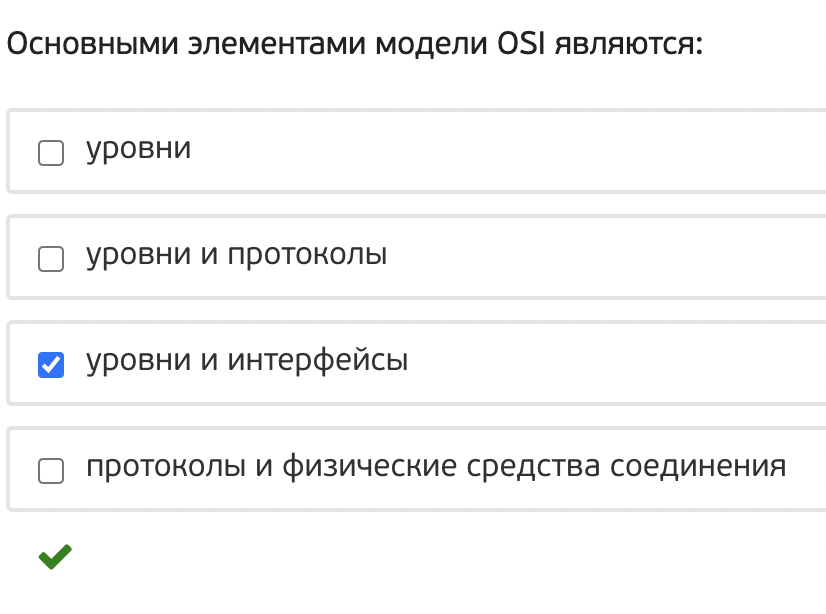 Основными элементами модели OSI являются:
уровни
уровни и протоколы
уровни и интерфейсы
протоколы и физические средства соединения